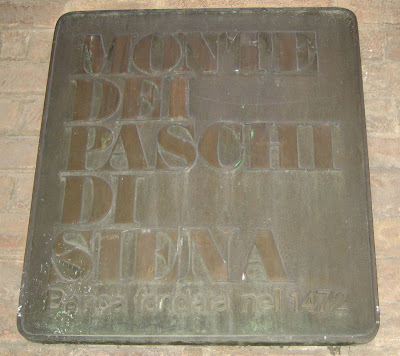 MONTE
DEI
PASCHI
DI
SIENA
Banca fondata nel 1472